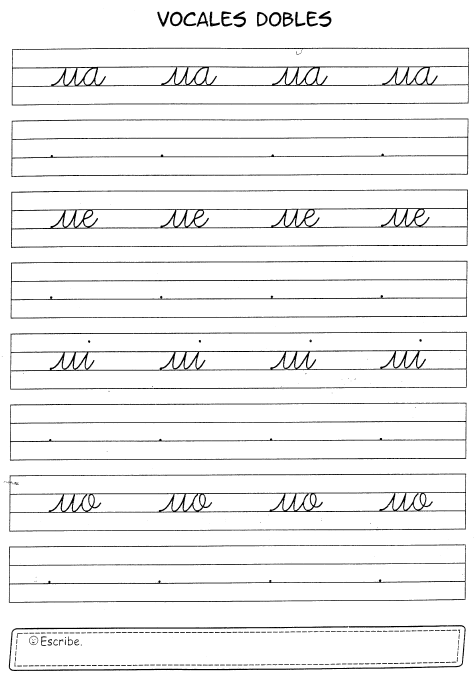 VOCALES DOBLES
ua ua ua ua
ue ue ue ue
ui ui ui ui
uo uo uo uo
Escribe.